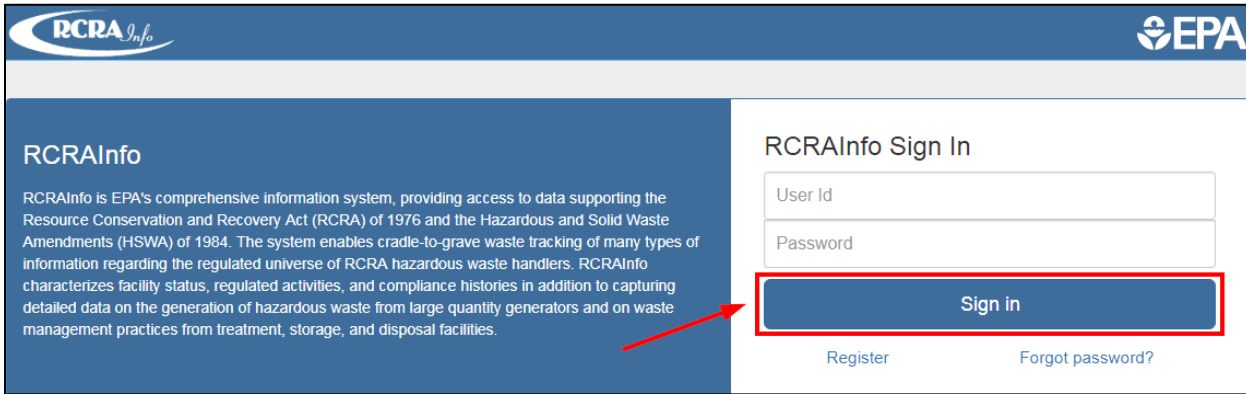 RCRAInfo
EPA
RCRAInfo
RCRAInfo is EPA's comprehensive information system, providing access to data supporting the
Resource Conservation and Recovery Act (RCRA) of 1976 and the Hazardous and Solid Waste
Amendments (HSWA) of 1984. The system enables cradle-to-grave waste tracking of many types of
information regarding the regulated universe of RCRA hazardous waste handlers. RCRAInfo
characterizes facility status, regulated activities, and compliance histories in addition to capturing
detailed data on the generation of hazardous waste from large quantity generators and on waste
management practices from treatment, storage, and disposal facilities.
RCRAInfo Sign In
User Id
Password
Sign in
Register
Forgot password?